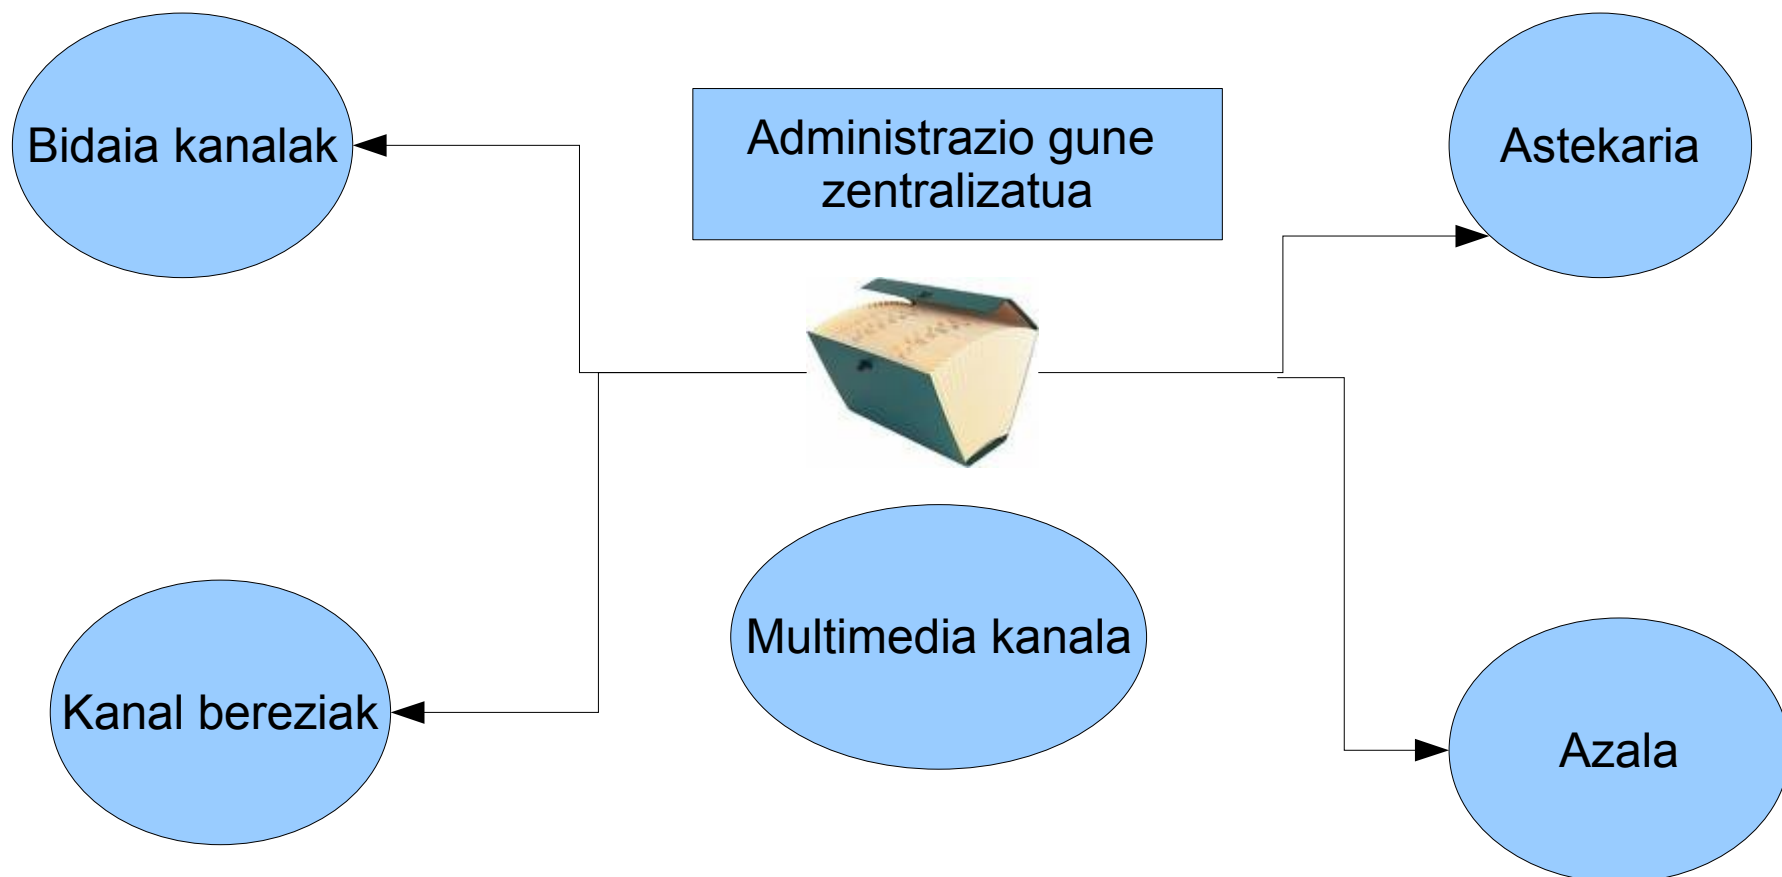 Bidaia kanalak
Administrazio gune
zentralizatua
Astekaria
Multimedia kanala
Kanal bereziak
Azala